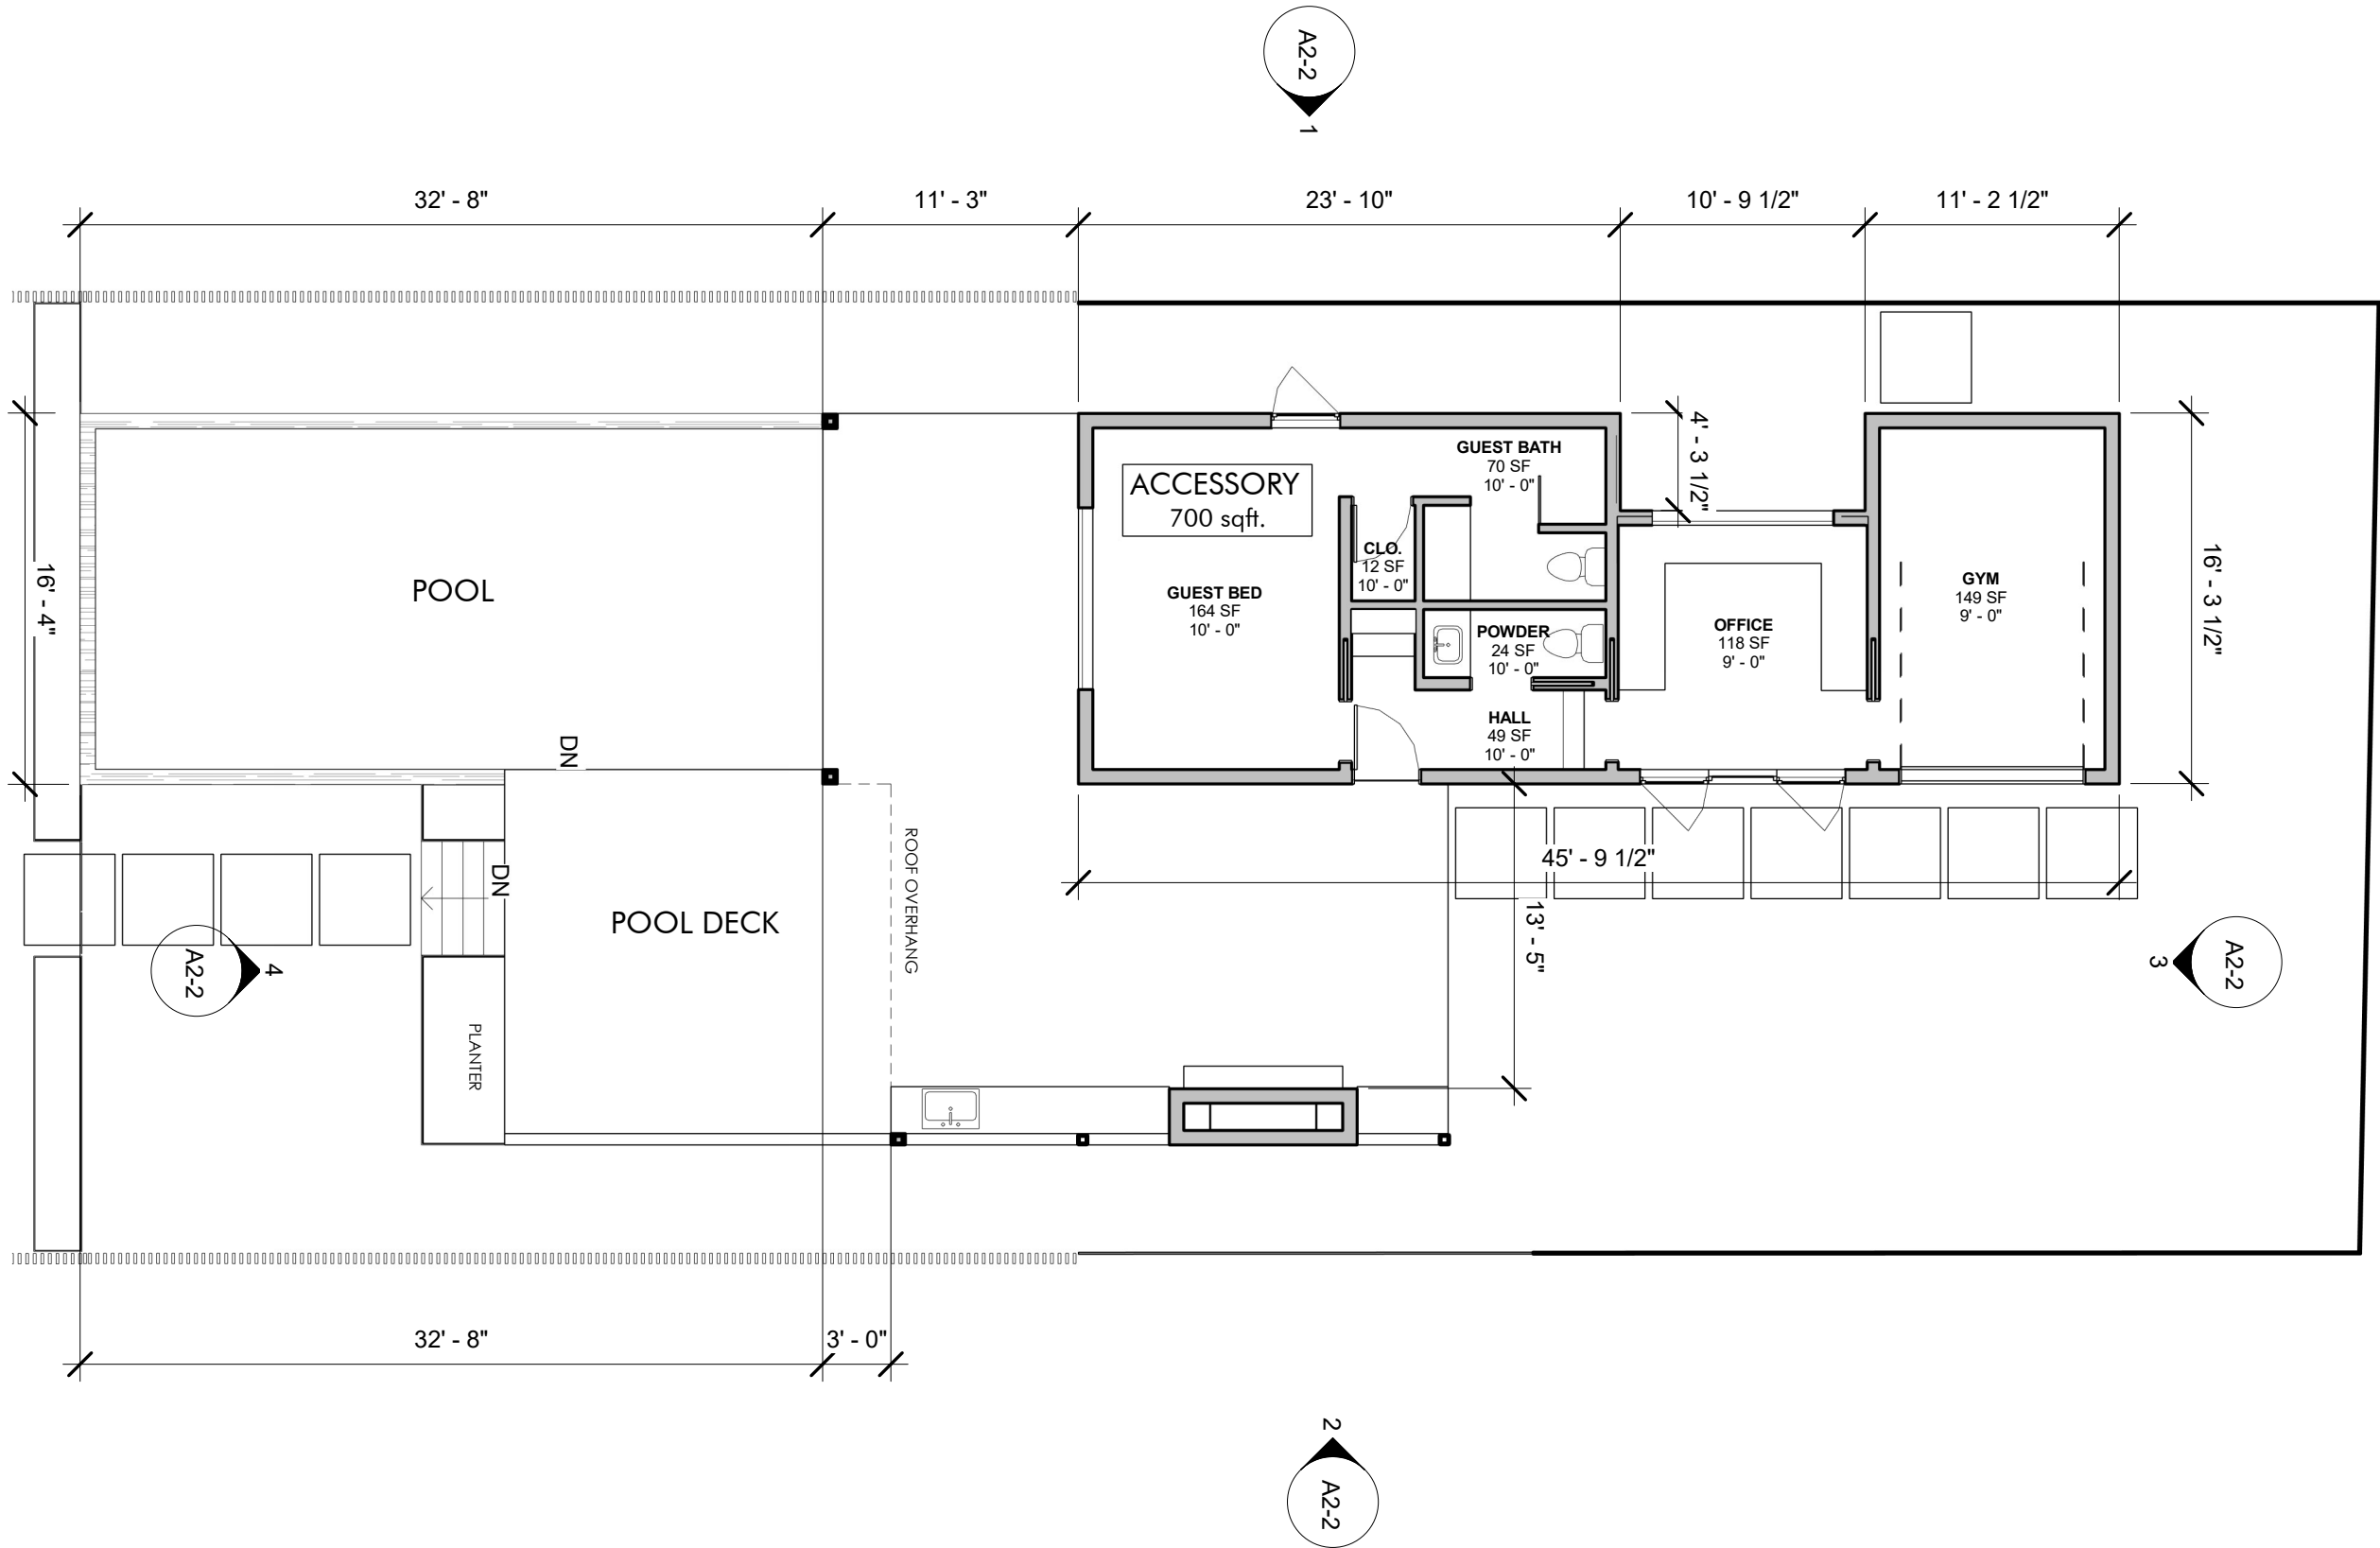 A2-2
1
32' - 8"
11' - 3"
23' - 10"
10' - 9 1/2"
11' - 2 1/2"
4' - 3 1/2"
16' - 4"
16' - 3 1/2"
POOL
DN
ACCESSORY
700 sqft.
GUEST BATH
70 SF
10' - 0"
CLO.
12 SF
10' - 0"
GUEST BED
164 SF
10' - 0"
POWDER
24 SF
10' - 0"
OFFICE
118 SF
9' - 0"
GYM
149 SF
9' - 0"
HALL
49 SF
10' - 0"
45' - 9 1/2"
13' - 5"
ROOF OVERHANG
DN
POOL DECK
PLANTER
A2-2
4
3
A2-2
32' - 8"
3' - 0"
2
A2-2